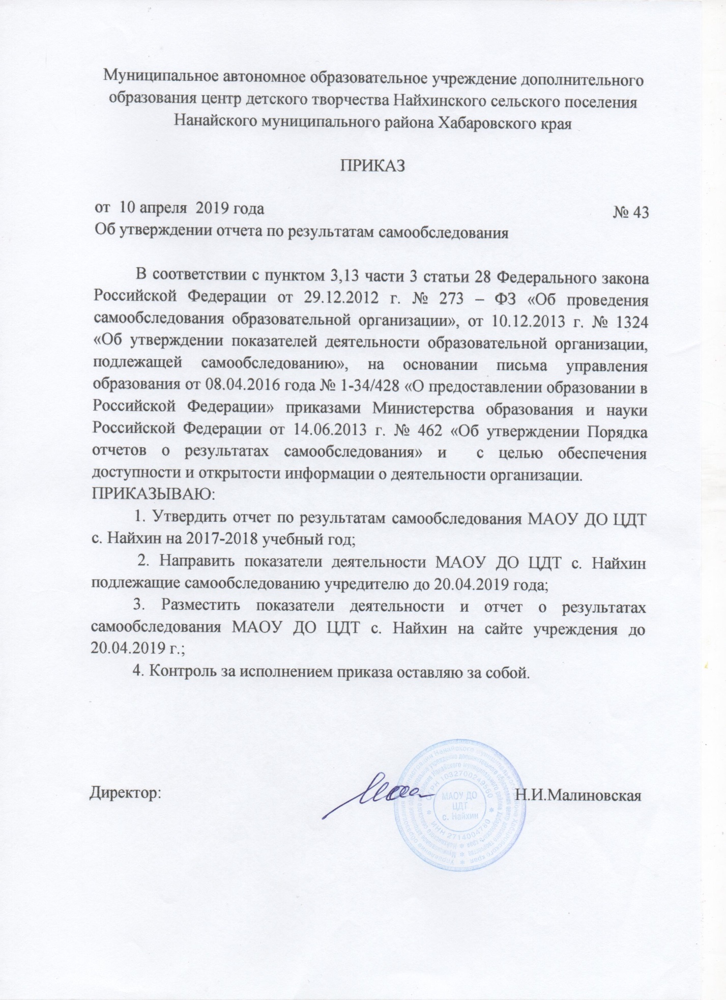 Муниципальное автономное образовательное учреждение дополнительного
образования центр детского творчества Найхинского сельского поселения
Нанайского муниципального района Хабаровского края
ПРИКАЗ
от 10 апреля 2019 года № 43
Об утверждении отчета по результатам самообследования
В соответствии с пунктом 3,13 части 3 статьи 28 Федерального закона
Российской Федерации от 29.12.2012 г. № 273 – ФЗ «Об проведения
самообследования образовательной организации», от 10.12.2013 г. № 1324
«Об утверждении показателей деятельности образовательной организации,
подлежащей самообследованию», на основании письма управления
образования от 08.04.2016 года № 1-34/428 «О предоставлении образовании в
Российской Федерации» приказами Министерства образования и науки
Российской Федерации от 14.06.2013 г. № 462 «Об утверждении Порядка
отчетов о результатах самообследования» и с целью обеспечения
доступности и открытости информации о деятельности организации.
ПРИКАЗЫВАЮ:
1. Утвердить отчет по результатам самообследования МАОУ ДО ЦДТ
с. Найхин на 2017-2018 учебный год;
2. Направить показатели деятельности МАОУ ДО ЦДТ с. Найхин
подлежащие самообследованию учредителю до 20.04.2019 года;
3. Разместить показатели деятельности и отчет о результатах
самообследования МАОУ ДО ЦДТ с. Найхин на сайте учреждения до
20.04.2019 г.;
4. Контроль за исполнением приказа оставляю за собой.
Директор: Н.И.Малиновская
ОГРН 1032700249560
МАОУ ДО
ЦДТ
с. Найхин
ИНН 2714004780